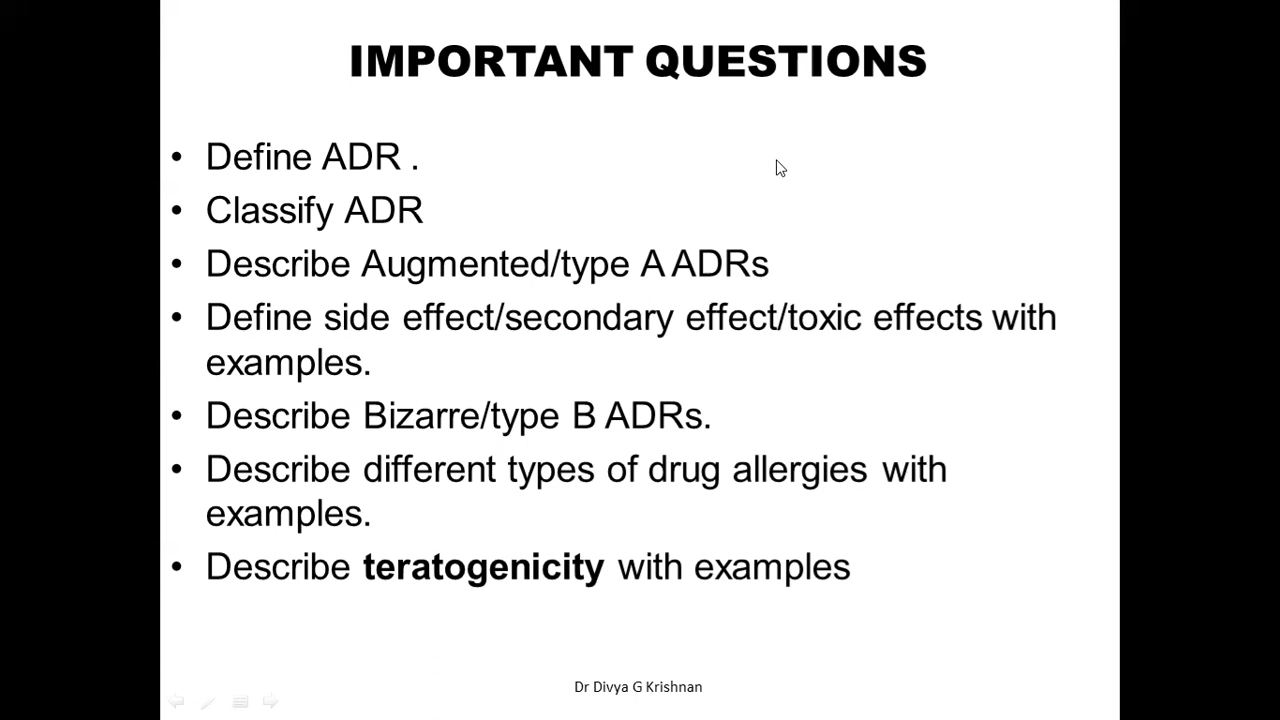 IMPORTANT QUESTIONS
• Define ADR .
• Classify ADR
• Describe Augmented/type A ADRs
• Define side effect/secondary effect/toxic effects with
examples.
• Describe Bizarre/type B ADRs.
• Describe different types of drug allergies with
examples.
• Describe teratogenicity with examples
Dr Divya G Krishnan